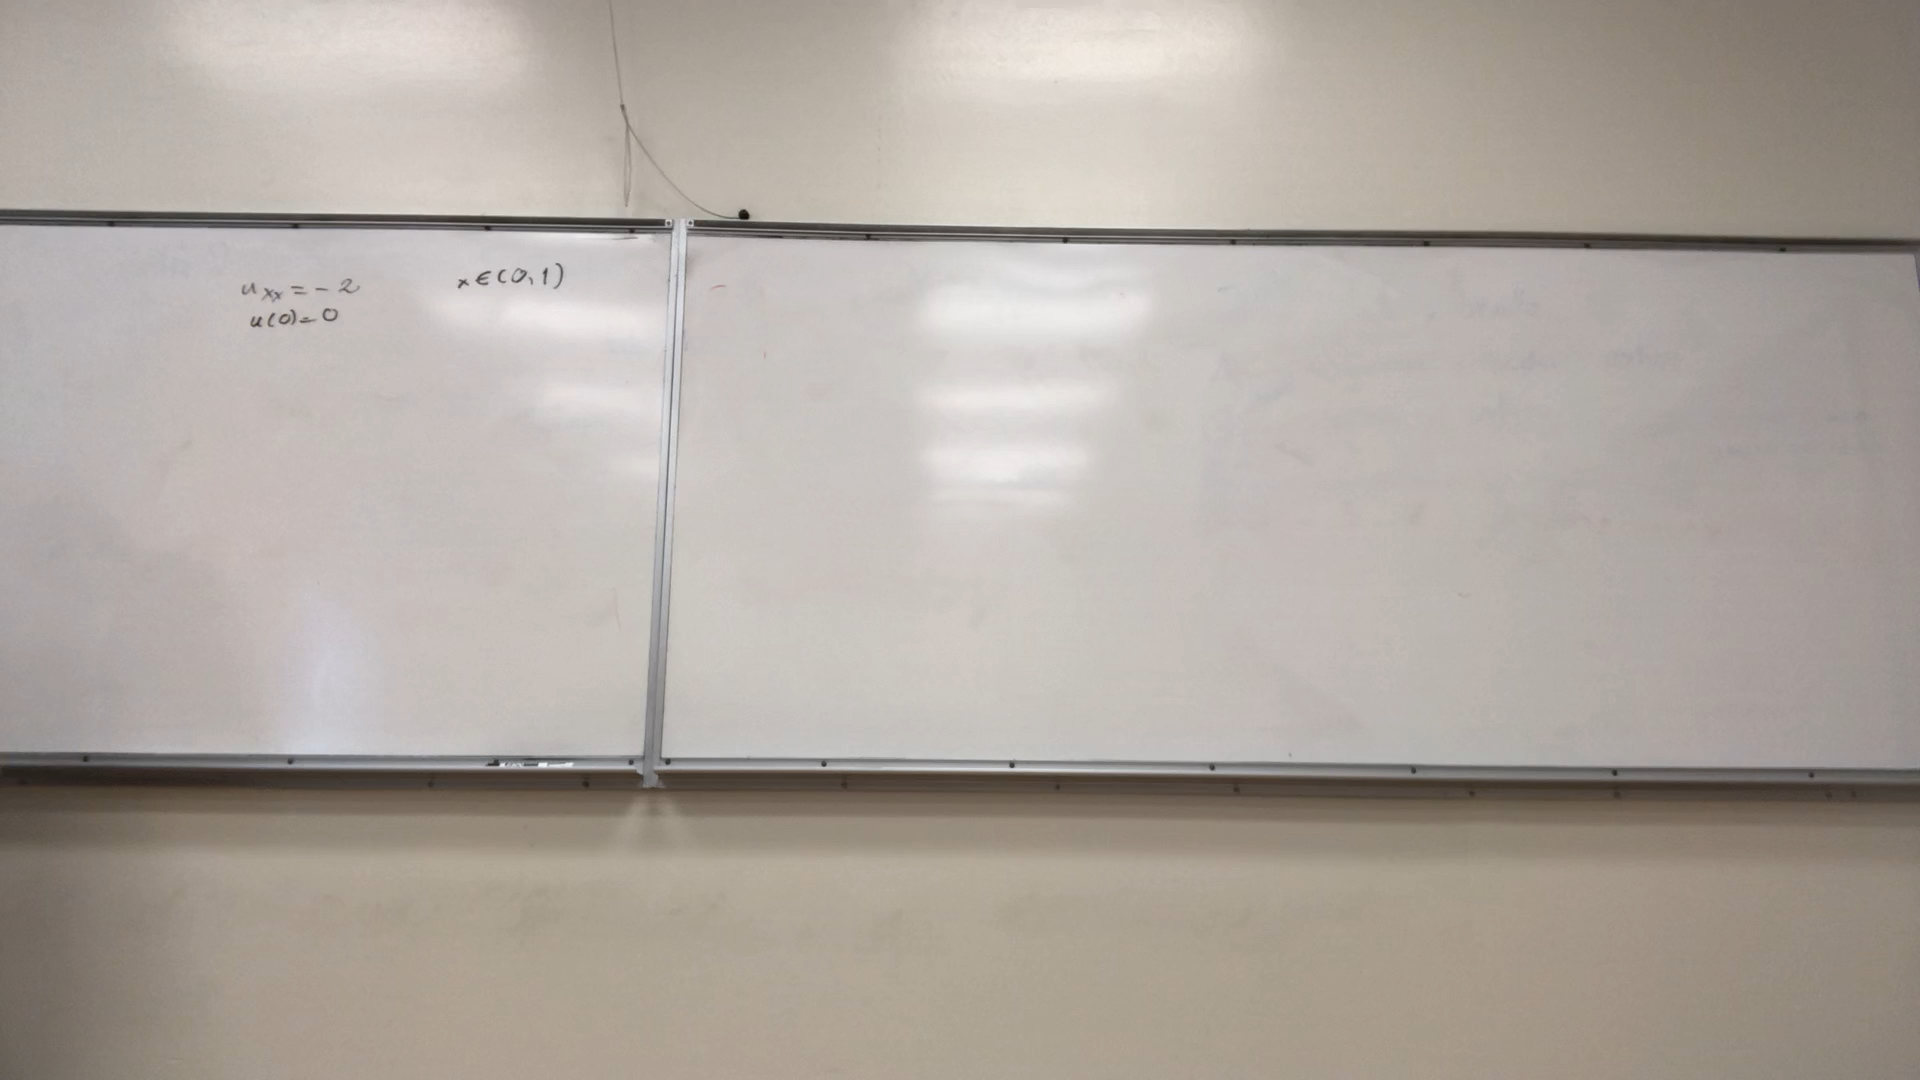 u_xx = -2 x ∈ (0,1)
u(0) = 0